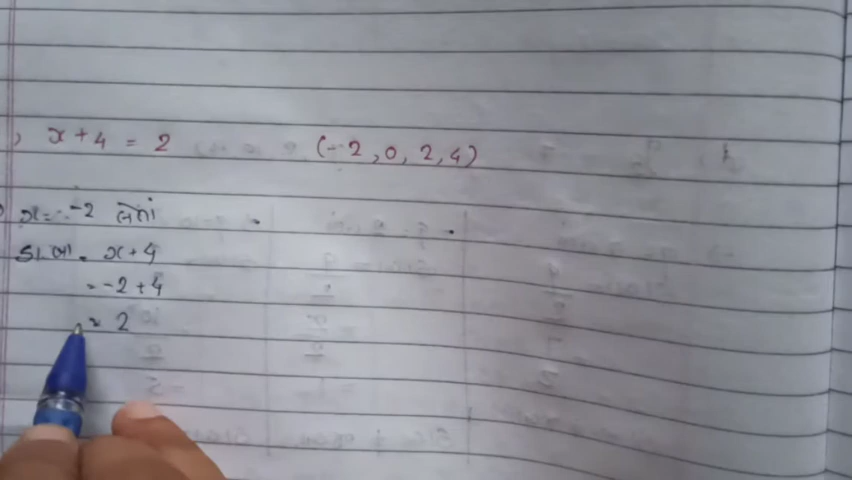 x + 4 = 2 (-2, 0, 2, 4)
x = -2 લેતાં
ડા.બા. = x + 4
= -2 + 4
= 2